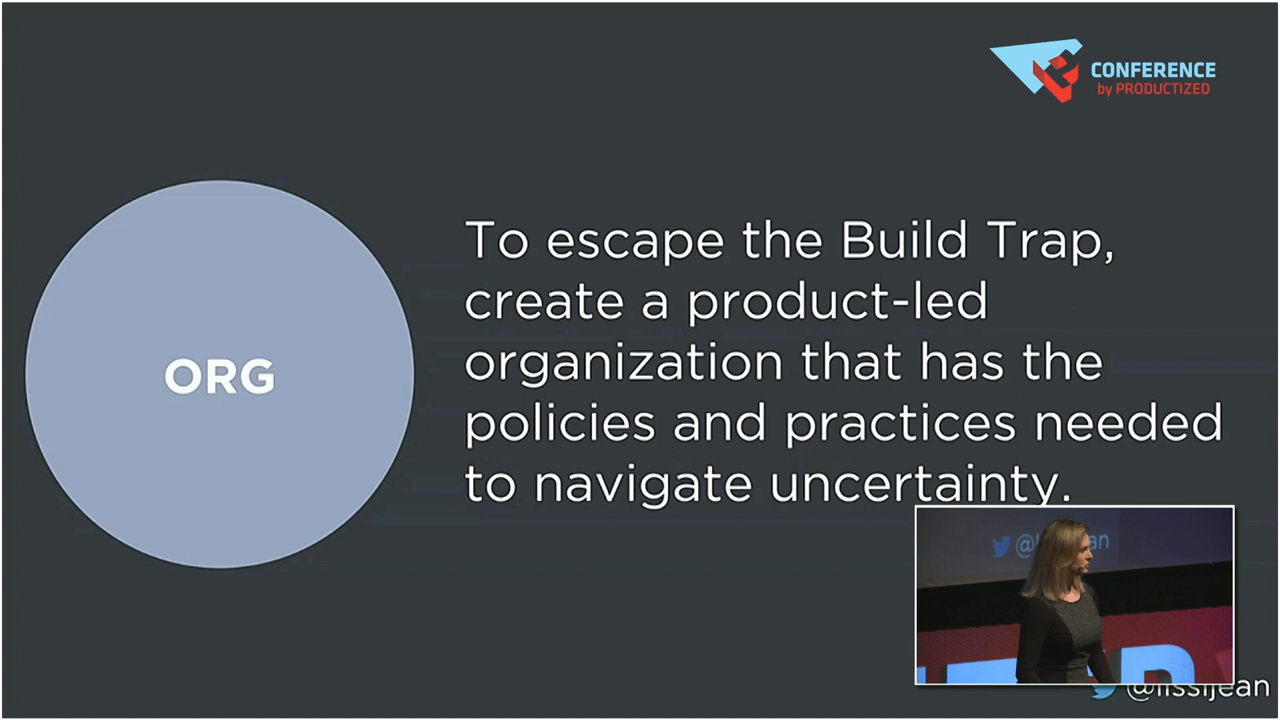 CONFERENCE
by PRODUCTIZED
ORG
To escape the Build Trap,
create a product-led
organization that has the
policies and practices needed
to navigate uncertainty.
@lissijean